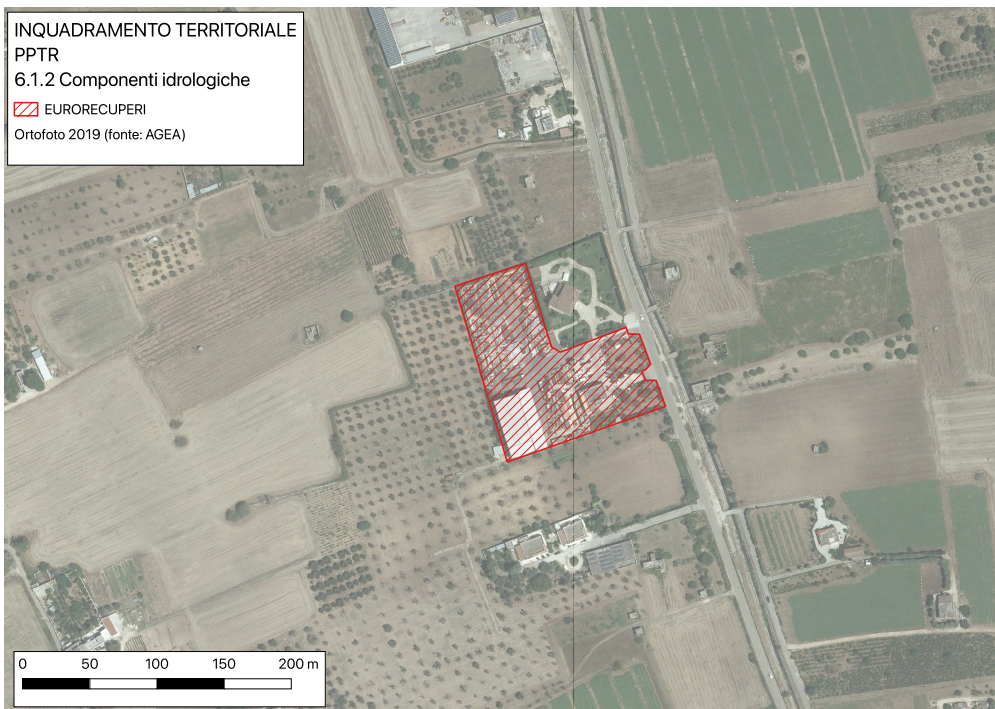 INQUADRAMENTO TERRITORIALE
PPTR
6.1.2 Componenti idrologiche
EURORECUPERI
Ortofoto 2019 (fonte: AGEA)
0 50 100 150 200 m